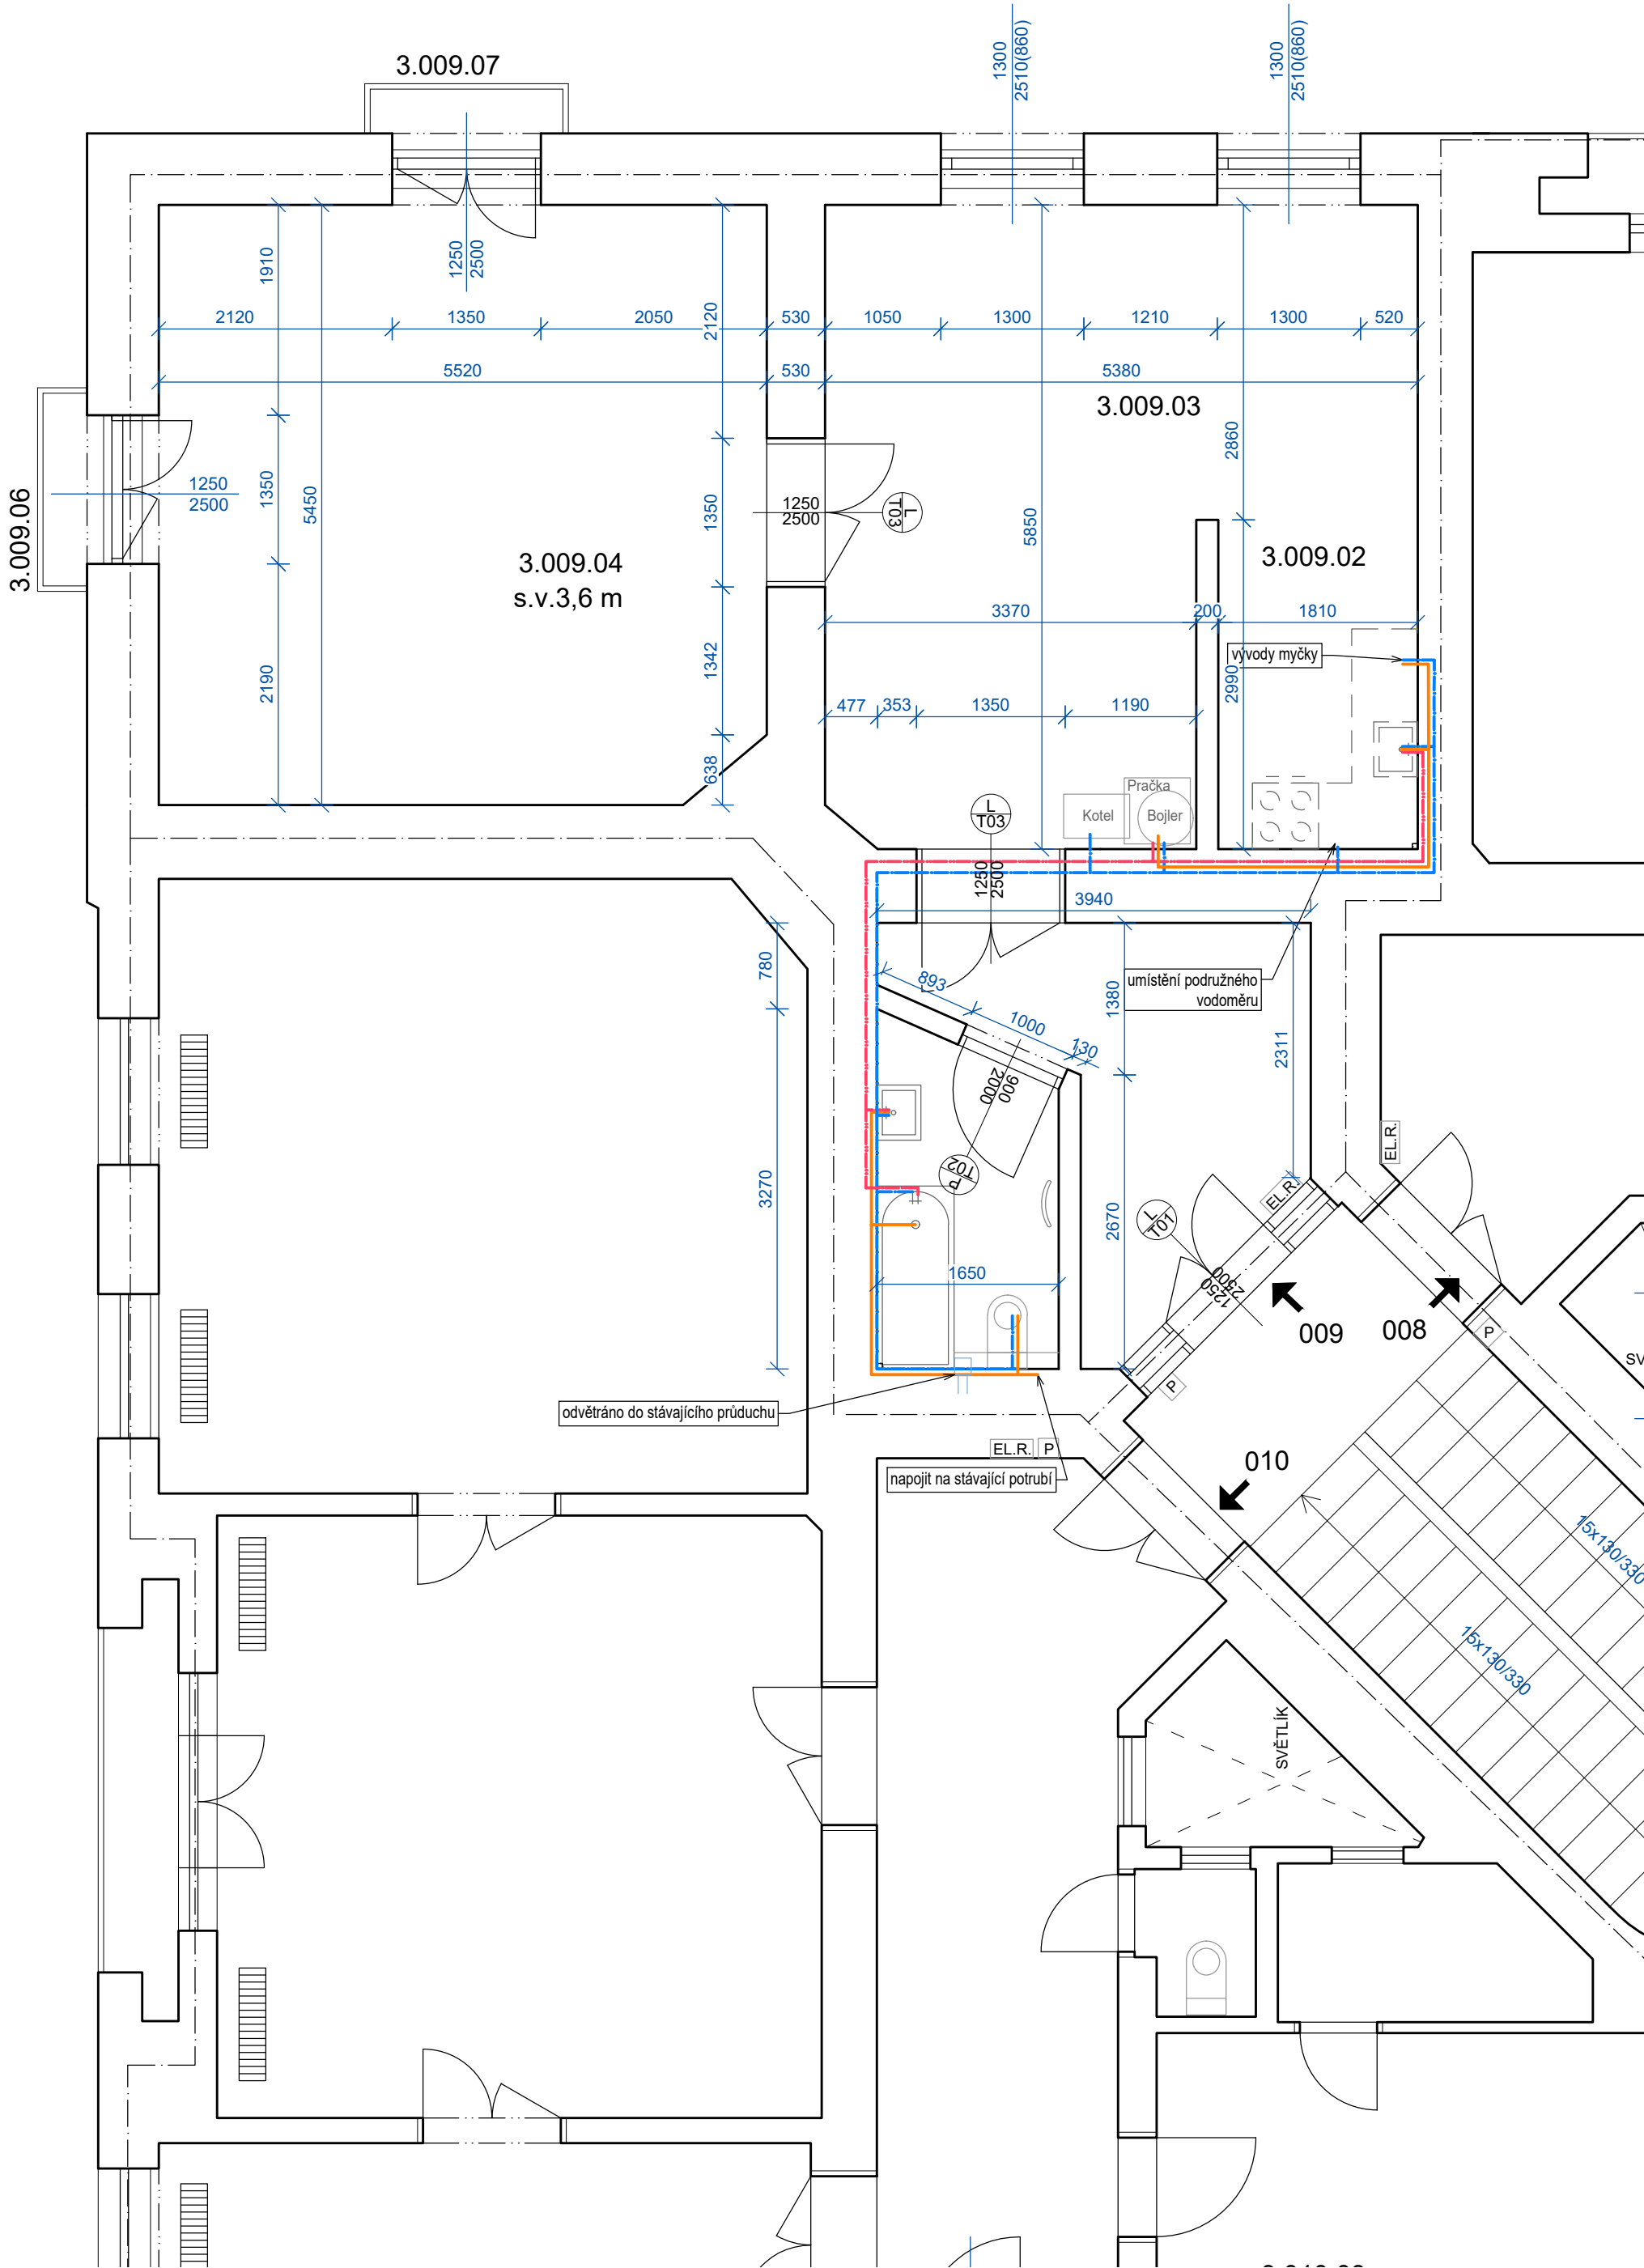 3.009.07
1300
2510(860)
1300
2510(860)
1250
2500
1910
2120
2120
1350
2050
530
1050
1300
1210
1300
520
5520
530
5380
3.009.03
2860
3.009.06
1250
2500
1350
5450
1350
1250
2500
L
T03
5850
3.009.04
s.v.3,6 m
3.009.02
3370
200
1810
vývody myčky
2190
1342
2990
477
353
1350
1190
638
Pračka
Kotel
Bojler
L
T03
1250
2500
3940
780
893
1380
umístění podružného
vodoměru
1000
130
2311
900
2000
EL.R.
3270
P
T02
EL.R.
L
T01
2670
1650
1250
2500
009
008
P
SV
P
odvětráno do stávajícího průduchu
EL.R.
P
napojit na stávající potrubí
010
15x130/330
15x130/330
SVĚTLÍK